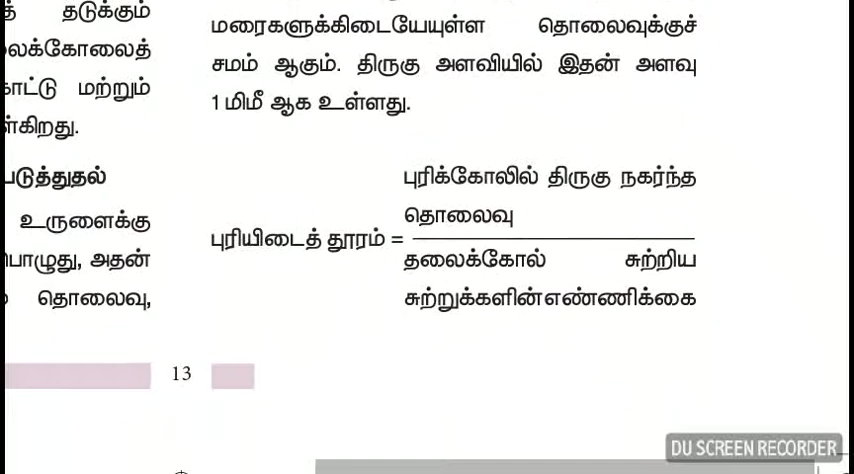 தடுக்கும்
லைக்கோலைத்
மற்றும்
படுத்துதல்
உருளைக்கு
அதன்
தொலைவு,
மரைகளுக்கிடையேயுள்ள தொலைவுக்குச்
சமம் ஆகும். திருகு அளவியில் இதன் அளவு
1 மிமீ ஆக உள்ளது.
புரிக்கோலில் திருகு நகர்ந்த
தொலைவு
புரியிடைத் தூரம் =
தலைக்கோல் சுற்றிய
சுற்றுக்களின் எண்ணிக்கை
13
DU SCREEN RECORDER